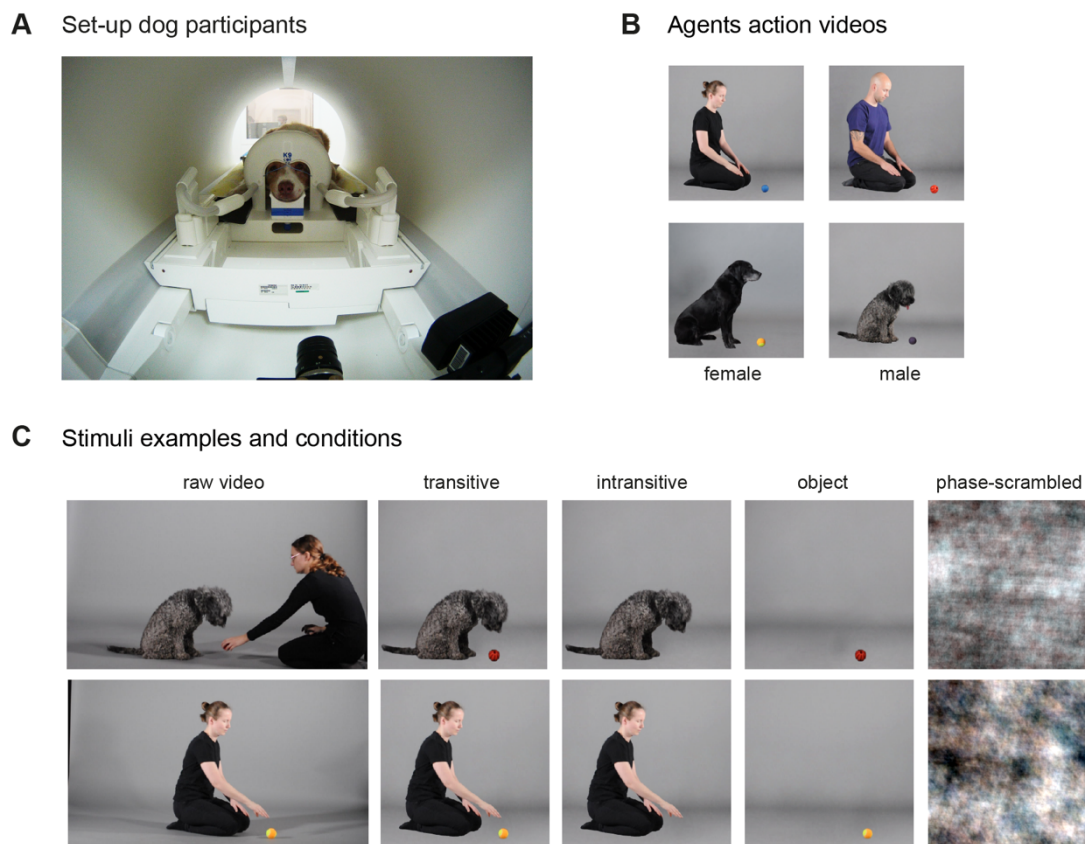 A Set-up dog participants
B Agents action videos
K9
female male
C Stimuli examples and conditions
raw video transitive intransitive object phase-scrambled